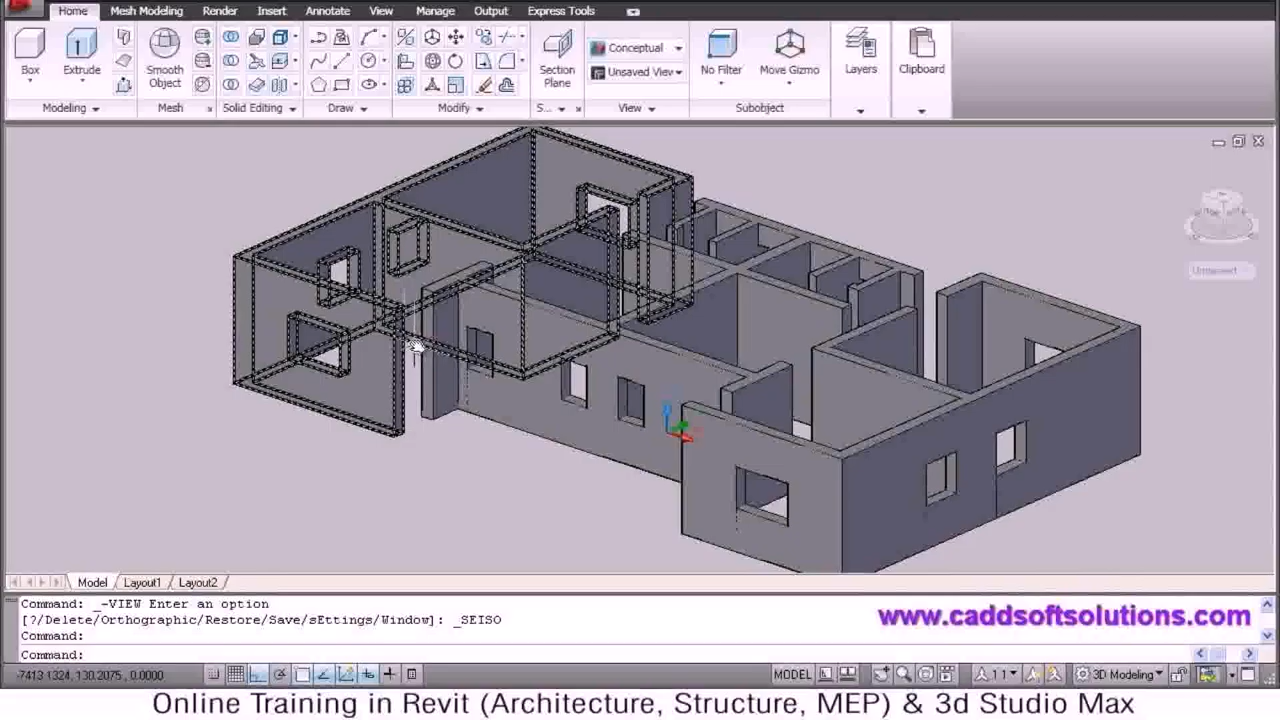 Home Mesh Modeling Render Insert Annotate View Manage Output Express Tools
Conceptual
Unsaved View
Box Extrude Smooth Object Section Plane No Filter Move Gizmo Layers Clipboard
Modeling Mesh Solid Editing Draw Modify S... View Subobject
Unnamed
Model Layout1 Layout2
Command: _-VIEW Enter an option
[?/Delete/Orthographic/Restore/Save/sEttings/Window]: _SEISO
Command:
Command:
www.caddsoftsolutions.com
-7413.1324, 130.2075, 0.0000 MODEL 1:1 3D Modeling
Online Training in Revit (Architecture, Structure, MEP) & 3d Studio Max